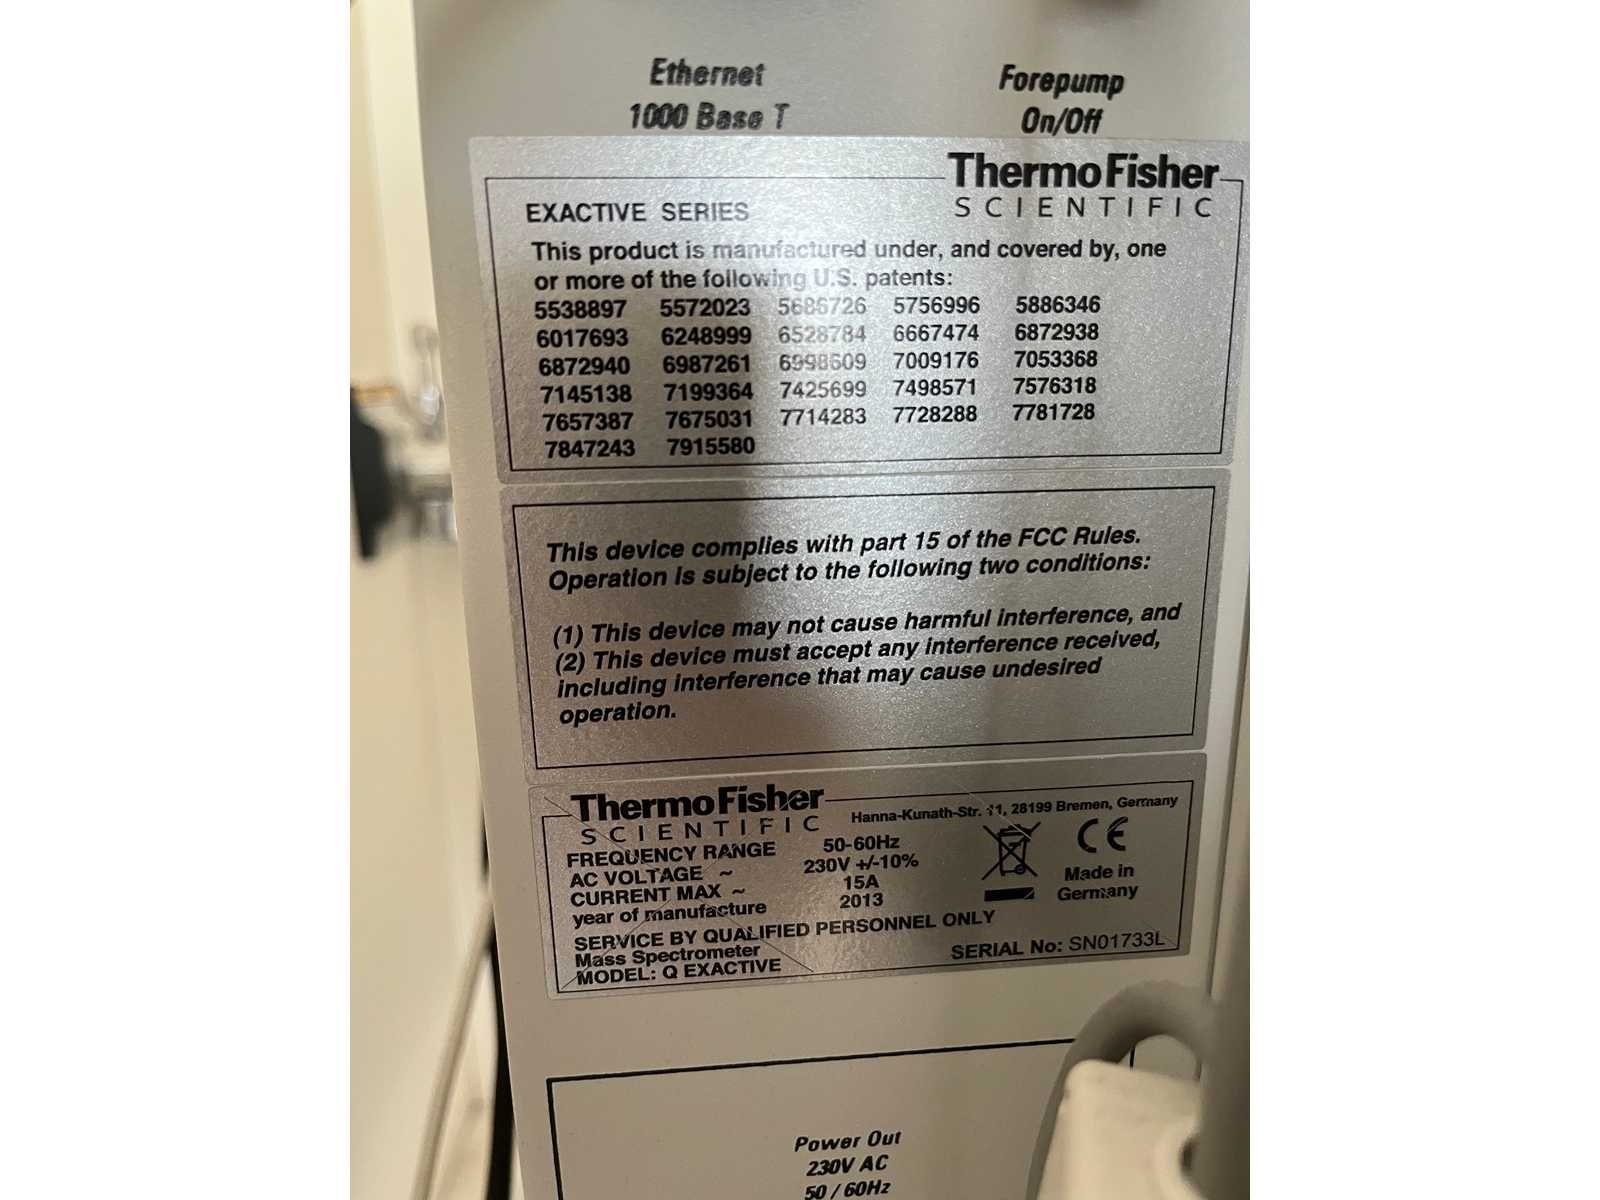 Ethernet
1000 Base T
Forepump
On/Off
ThermoFisher
SCIENTIFIC
EXACTIVE SERIES
This product is manufactured under, and covered by, one
or more of the following U.S. patents:
5538897 5572023 5686726 5756996 5886346
6017693 6248999 6528784 6667474 6872938
6872940 6987261 6998609 7009176 7053368
7145138 7199364 7425699 7498571 7576318
7657387 7675031 7714283 7728288 7781728
7847243 7915580
This device complies with part 15 of the FCC Rules.
Operation is subject to the following two conditions:
(1) This device may not cause harmful interference, and
(2) This device must accept any interference received,
including interference that may cause undesired
operation.
ThermoFisher
SCIENTIFIC
Hanna-Kunath-Str. 11, 28199 Bremen, Germany
FREQUENCY RANGE 50-60Hz
AC VOLTAGE ~ 230V +/-10%
CURRENT MAX ~ 15A
year of manufacture 2013
CE
Made in
Germany
SERVICE BY QUALIFIED PERSONNEL ONLY
Mass Spectrometer
MODEL: Q EXACTIVE
SERIAL No: SN01733L
Power Out
230V AC
50 / 60Hz